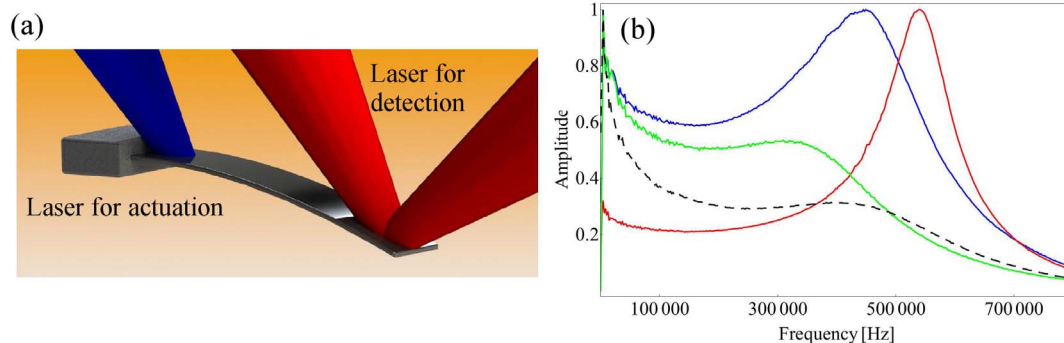 (a)
Laser for
detection
Laser for actuation
(b)
1
0.8
0.6
0.4
0.2
Amplitude
100 000
300 000
500 000
700 000
Frequency [Hz]